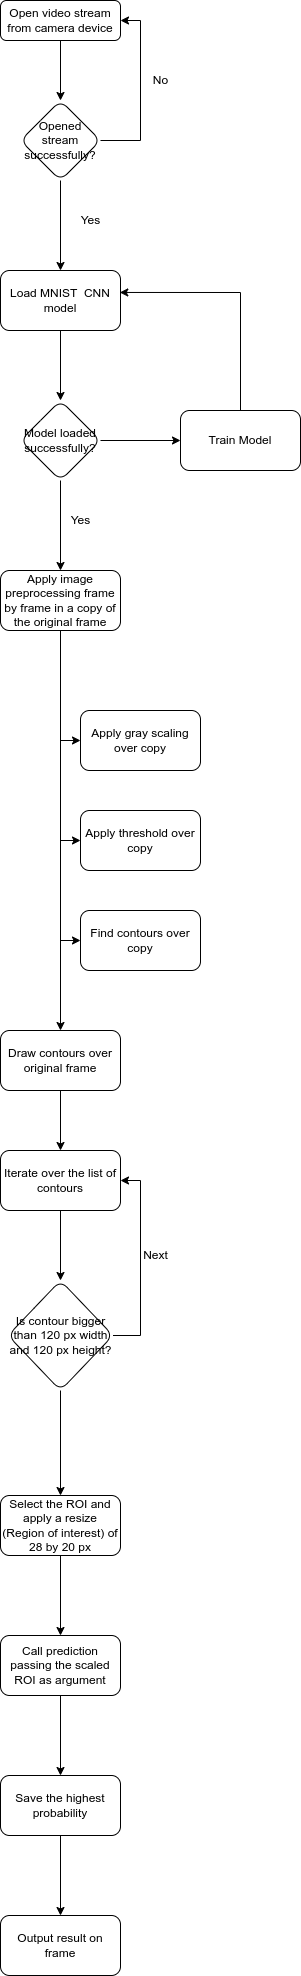 Open video stream
from camera device
No
Opened
stream
successfully?
Yes
Load MNIST CNN
model
Model loaded
successfully?
Train Model
Yes
Apply image
preprocessing frame
by frame in a copy of
the original frame
Apply gray scaling
over copy
Apply threshold over
copy
Find contours over
copy
Draw contours over
original frame
Iterate over the list of
contours
Next
Is contour bigger
than 120 px width
and 120 px height?
Select the ROI and
apply a resize
(Region of interest) of
28 by 20 px
Call prediction
passing the scaled
ROI as argument
Save the highest
probability
Output result on
frame